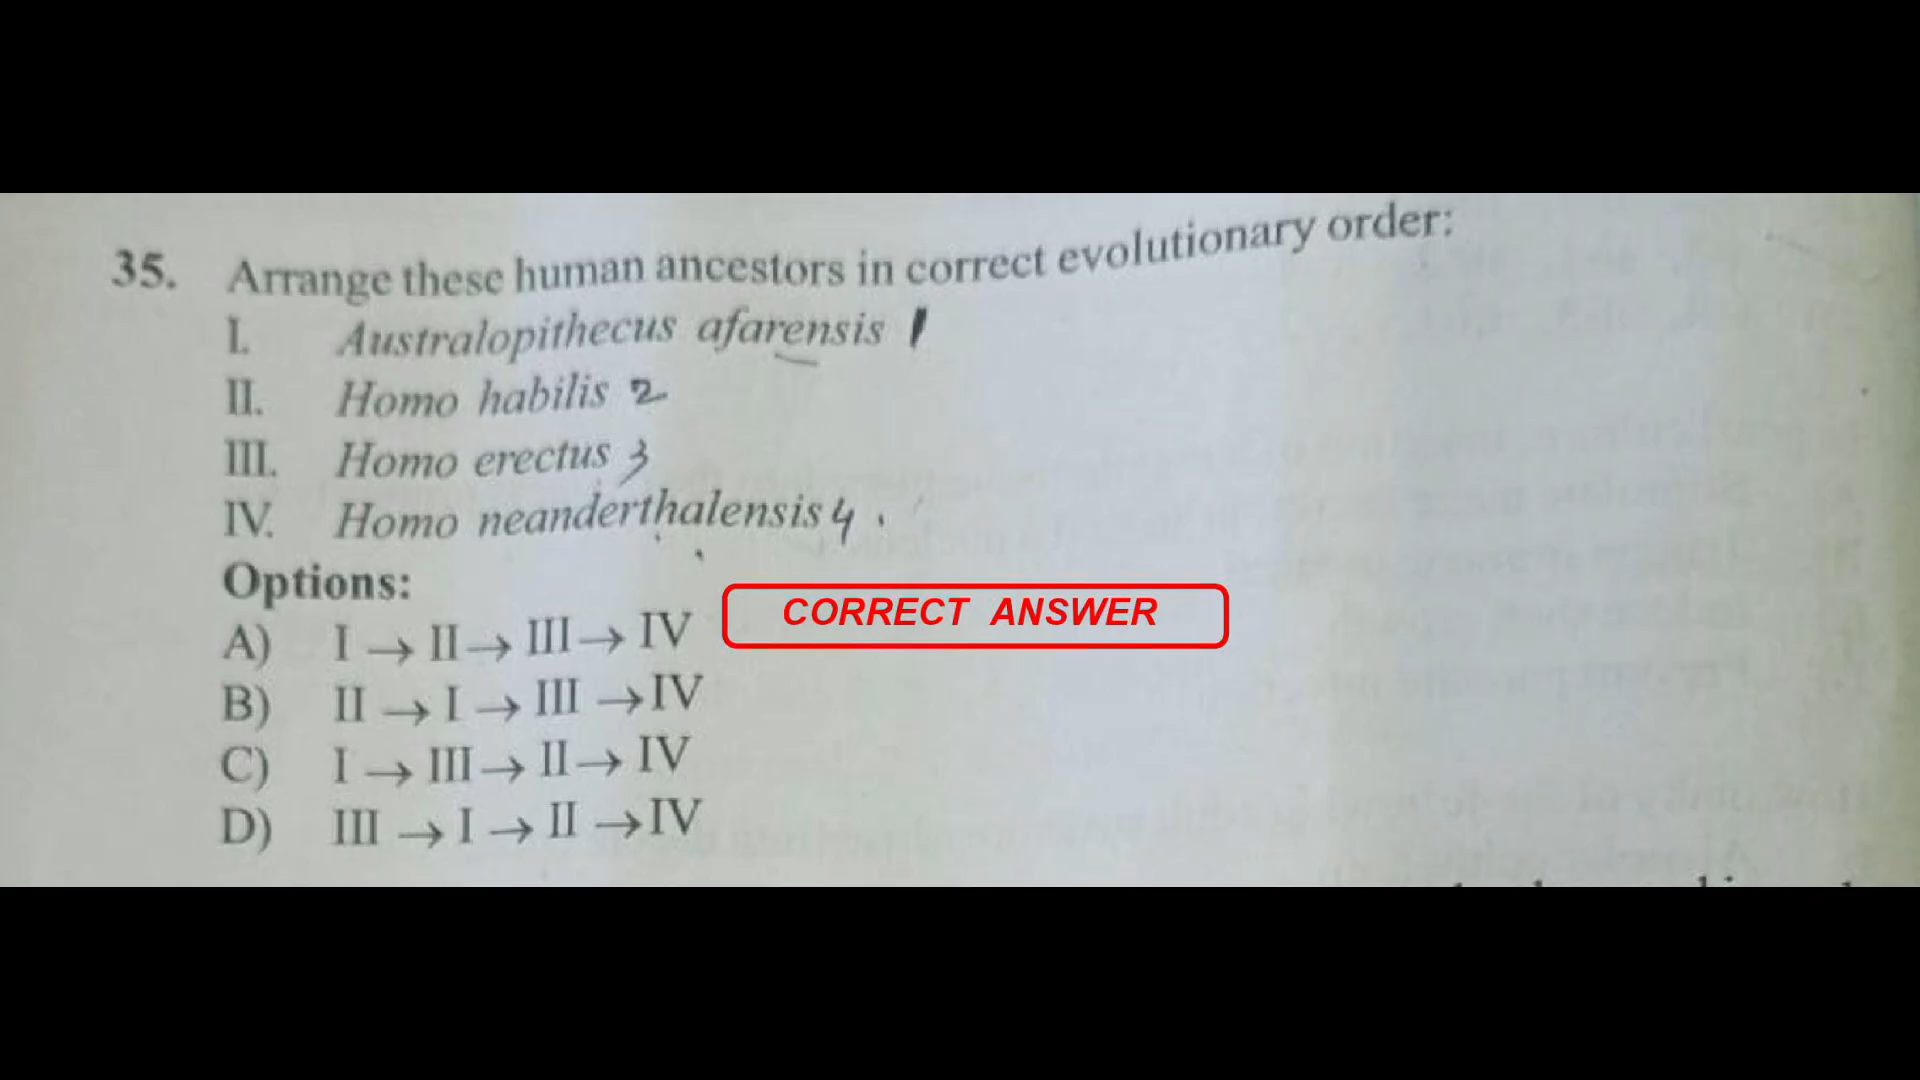 35. Arrange these human ancestors in correct evolutionary order:
I. Australopithecus afarensis 1
II. Homo habilis 2
III. Homo erectus 3
IV. Homo neanderthalensis 4 .
Options:
A) I → II → III → IV CORRECT ANSWER
B) II → I → III → IV
C) I → III → II → IV
D) III → I → II → IV